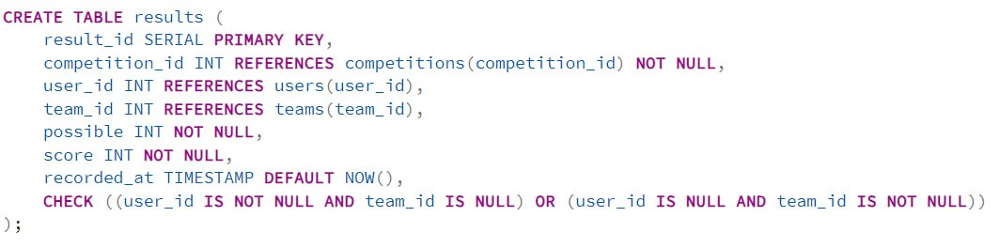 CREATE TABLE results (
    result_id SERIAL PRIMARY KEY,
    competition_id INT REFERENCES competitions(competition_id) NOT NULL,
    user_id INT REFERENCES users(user_id),
    team_id INT REFERENCES teams(team_id),
    possible INT NOT NULL,
    score INT NOT NULL,
    recorded_at TIMESTAMP DEFAULT NOW(),
    CHECK ((user_id IS NOT NULL AND team_id IS NULL) OR (user_id IS NULL AND team_id IS NOT NULL))
);